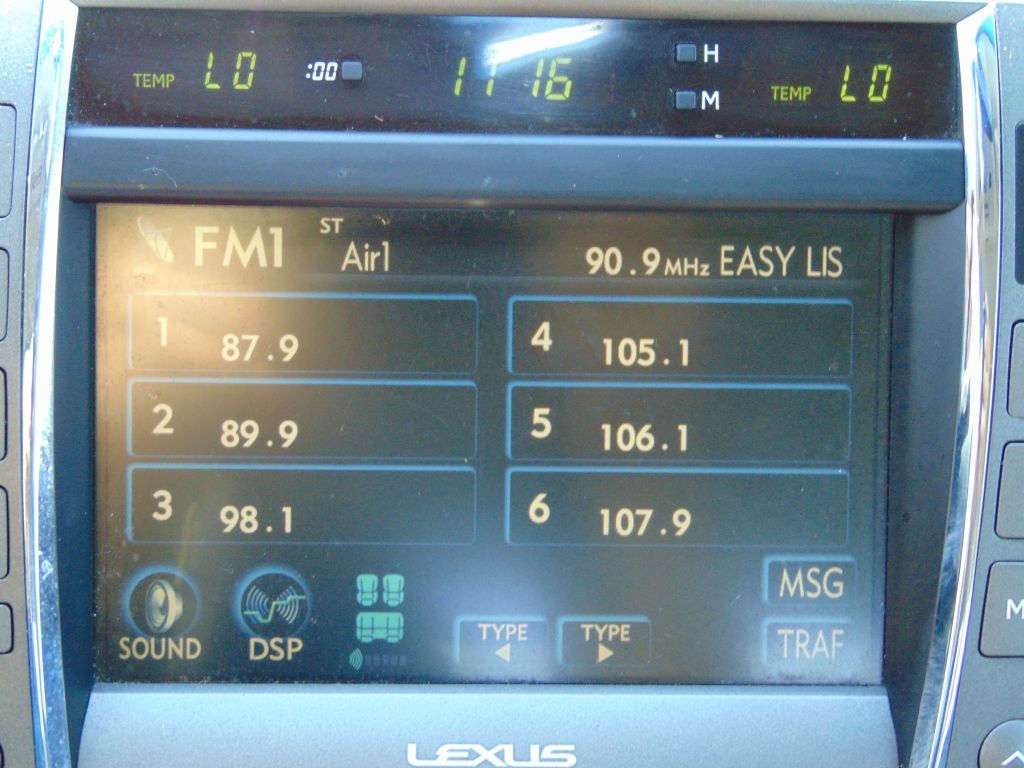 TEMP LO :00 11 16 H M TEMP LO
FM1 ST Air1 90.9 MHz EASY LIS
1 87.9
2 89.9
3 98.1
4 105.1
5 106.1
6 107.9
SOUND DSP TYPE TYPE MSG TRAF
LEXUS
M